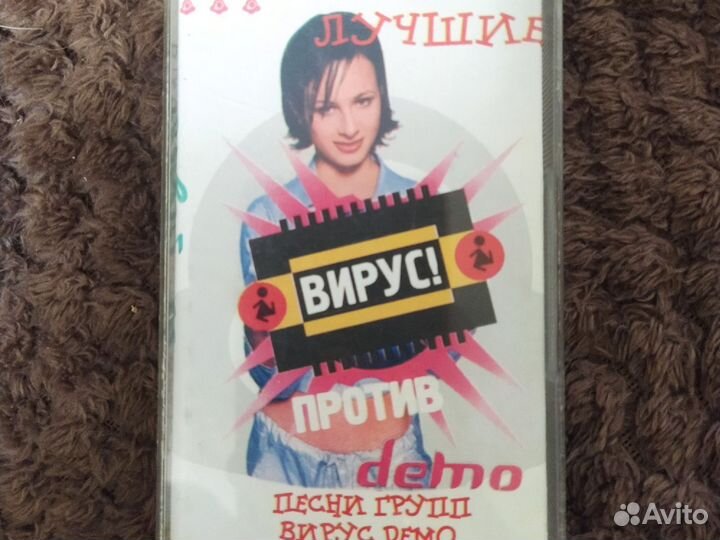 ЛУЧШИЕ
ВИРУС!
ПРОТИВ
demo
ПЕСНИ ГРУПП
ВИРУС DEMO
Avito